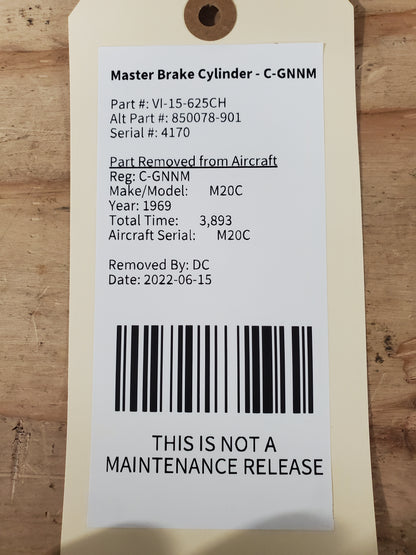 Master Brake Cylinder - C-GNNM
Part #: VI-15-625CH
Alt Part #: 850078-901
Serial #: 4170
Part Removed from Aircraft
Reg: C-GNNM
Make/Model: M20C
Year: 1969
Total Time: 3,893
Aircraft Serial: M20C
Removed By: DC
Date: 2022-06-15
THIS IS NOT A
MAINTENANCE RELEASE